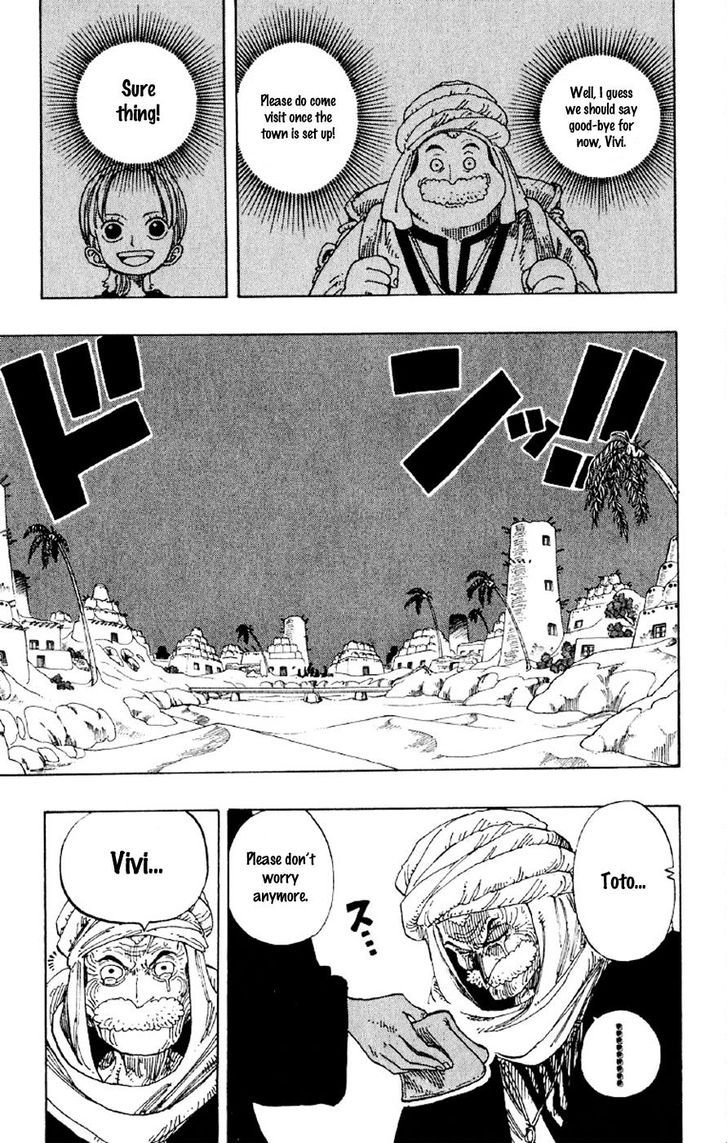 Well, I guess
we should say
good-bye for
now, Vivi.
Please do come
visit once the
town is set up!
Sure
thing!
ドンッ!!
Toto...
ス...
Please don't
worry
anymore.
Vivi...